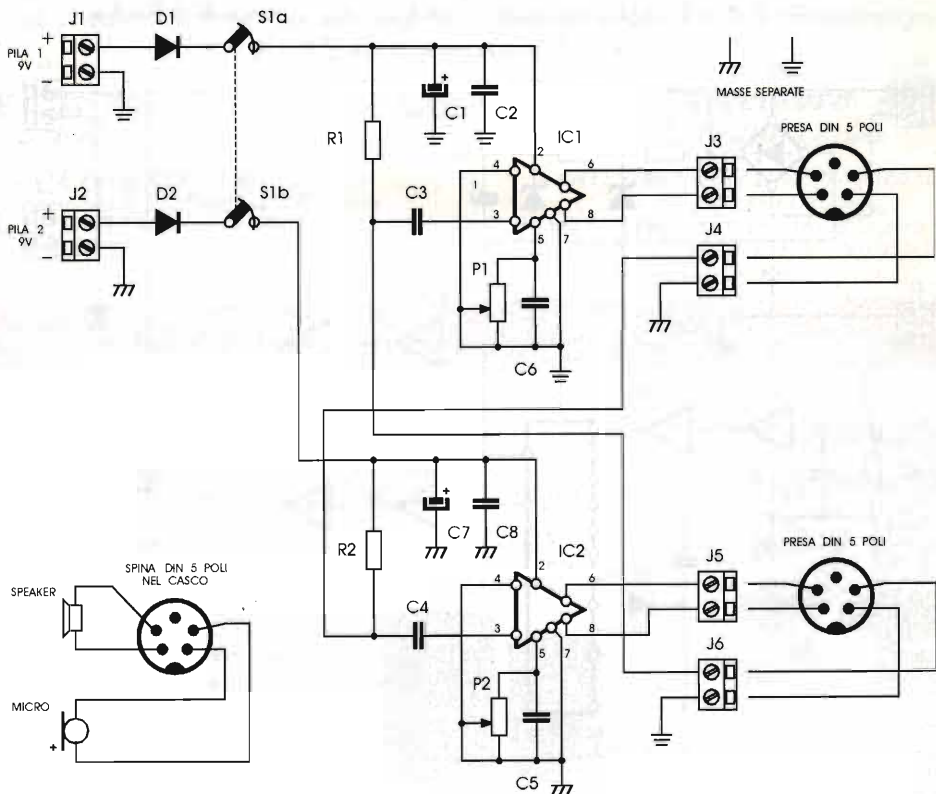 J1
D1
S1a
+
PILA 1
9V
−
J2
D2
S1b
+
PILA 2
9V
−
R1
+
C1
C2
IC1
C3
4
1
2
6
3
8
5
7
P1
C6
MASSE SEPARATE
PRESA DIN 5 POLI
J3
J4
R2
+
C7
C8
IC2
C4
4
2
6
3
8
5
7
P2
C5
PRESA DIN 5 POLI
J5
J6
SPINA DIN 5 POLI
NEL CASCO
SPEAKER
MICRO
+